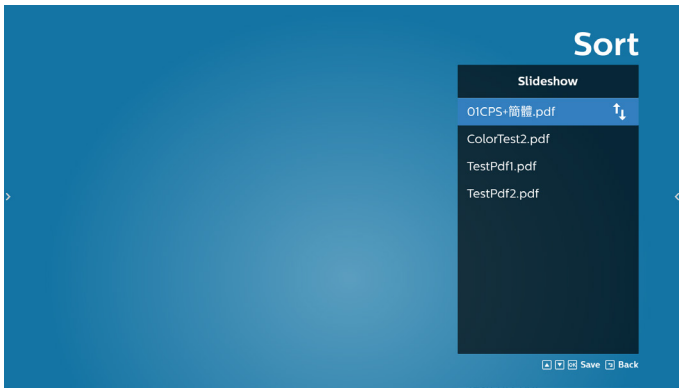 Sort
Slideshow
01CPS+簡體.pdf
ColorTest2.pdf
TestPdf1.pdf
TestPdf2.pdf
OK Save Back